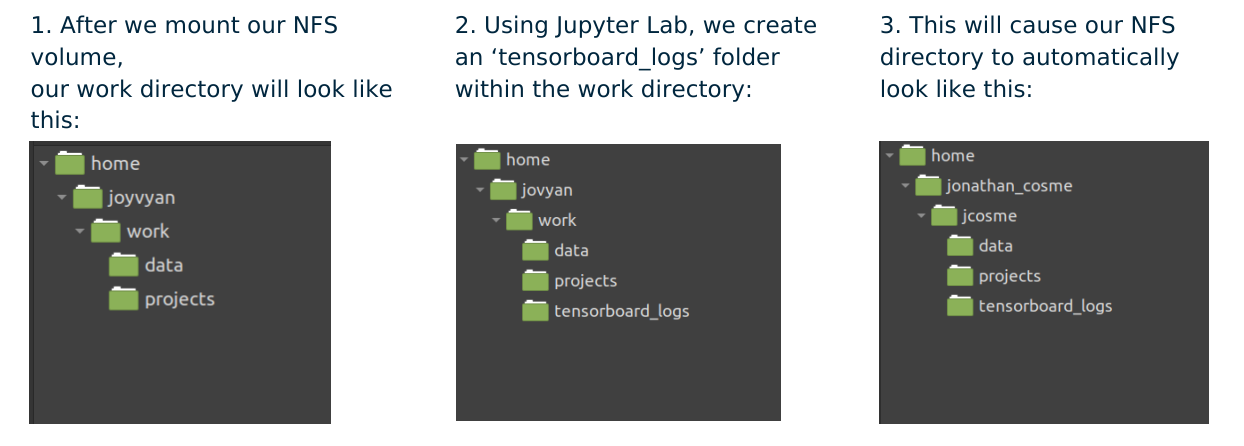 1. After we mount our NFS
volume,
our work directory will look like
this:
home
joyvyan
work
data
projects
2. Using Jupyter Lab, we create
an ‘tensorboard_logs’ folder
within the work directory:
home
jovyan
work
data
projects
tensorboard_logs
3. This will cause our NFS
directory to automatically
look like this:
home
jonathan_cosme
jcosme
data
projects
tensorboard_logs